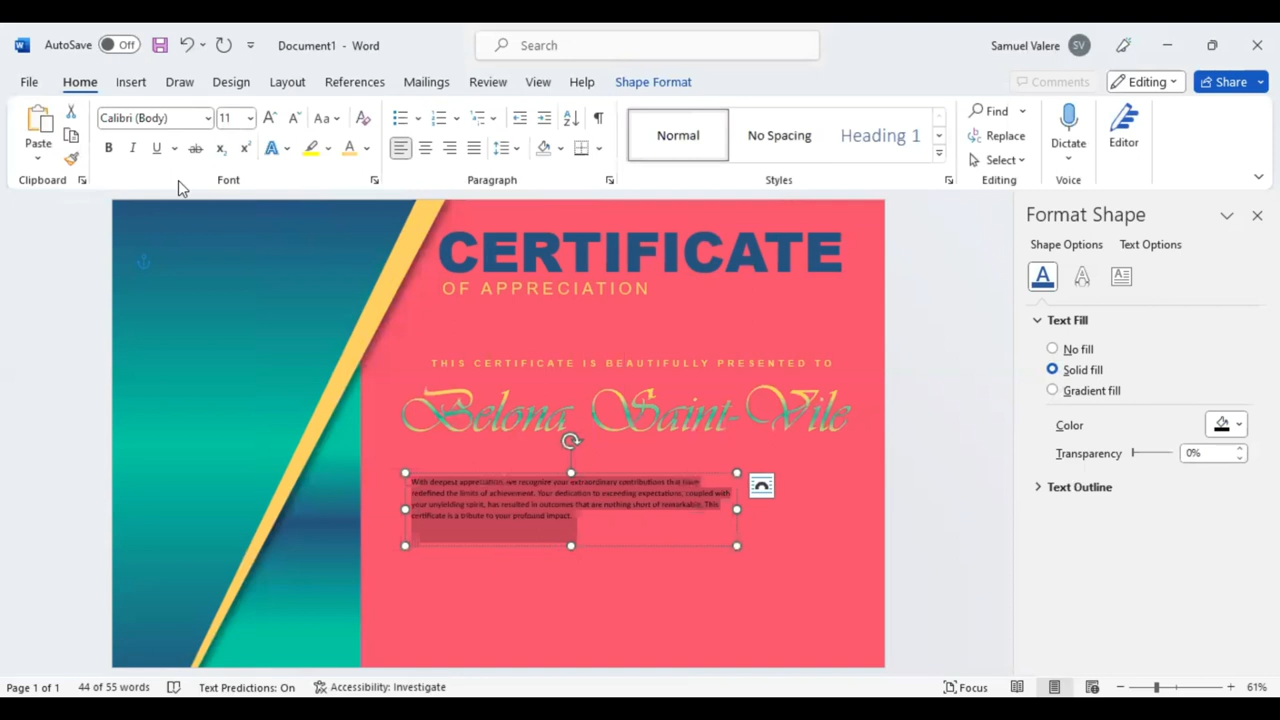 AutoSave Off Document1 - Word Search Samuel Valere SV
File Home Insert Draw Design Layout References Mailings Review View Help Shape Format Comments Editing Share
Paste Calibri (Body) 11 Aa Normal No Spacing Heading 1 Find Replace Select Dictate Editor
Clipboard Font Paragraph Styles Editing Voice
CERTIFICATE
OF APPRECIATION
THIS CERTIFICATE IS BEAUTIFULLY PRESENTED TO
Belona Saint-Vile
With deepest appreciation, we recognize your extraordinary contributions that have
redefined the limits of achievement. Your dedication to exceeding expectations, coupled with
your unyielding spirit, has resulted in outcomes that are nothing short of remarkable. This
certificate is a tribute to your profound impact.
Format Shape
Shape Options Text Options
Text Fill
No fill
Solid fill
Gradient fill
Color
Transparency 0%
Text Outline
Page 1 of 1 44 of 55 words Text Predictions: On Accessibility: Investigate Focus 61%